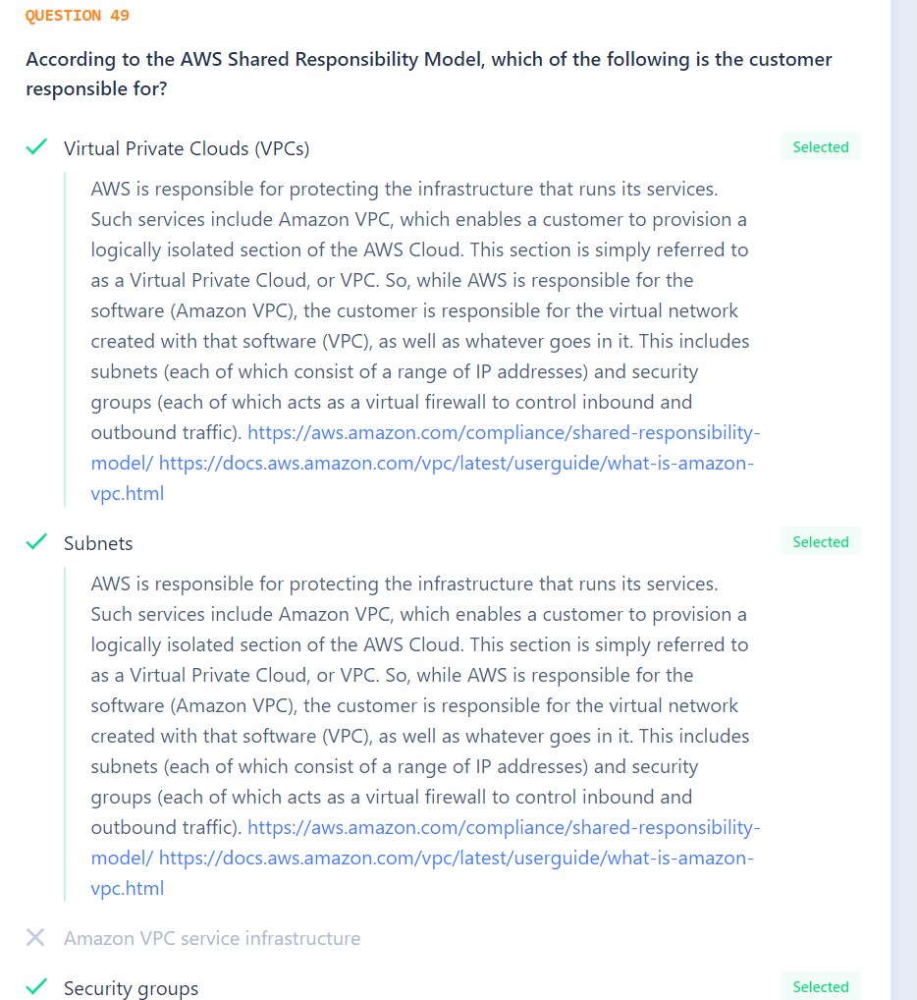 QUESTION 49
According to the AWS Shared Responsibility Model, which of the following is the customer
responsible for?
Virtual Private Clouds (VPCs)
Selected
AWS is responsible for protecting the infrastructure that runs its services.
Such services include Amazon VPC, which enables a customer to provision a
logically isolated section of the AWS Cloud. This section is simply referred to
as a Virtual Private Cloud, or VPC. So, while AWS is responsible for the
software (Amazon VPC), the customer is responsible for the virtual network
created with that software (VPC), as well as whatever goes in it. This includes
subnets (each of which consist of a range of IP addresses) and security
groups (each of which acts as a virtual firewall to control inbound and
outbound traffic). https://aws.amazon.com/compliance/shared-responsibility-
model/ https://docs.aws.amazon.com/vpc/latest/userguide/what-is-amazon-
vpc.html
Subnets
Selected
AWS is responsible for protecting the infrastructure that runs its services.
Such services include Amazon VPC, which enables a customer to provision a
logically isolated section of the AWS Cloud. This section is simply referred to
as a Virtual Private Cloud, or VPC. So, while AWS is responsible for the
software (Amazon VPC), the customer is responsible for the virtual network
created with that software (VPC), as well as whatever goes in it. This includes
subnets (each of which consist of a range of IP addresses) and security
groups (each of which acts as a virtual firewall to control inbound and
outbound traffic). https://aws.amazon.com/compliance/shared-responsibility-
model/ https://docs.aws.amazon.com/vpc/latest/userguide/what-is-amazon-
vpc.html
Amazon VPC service infrastructure
Security groups
Selected